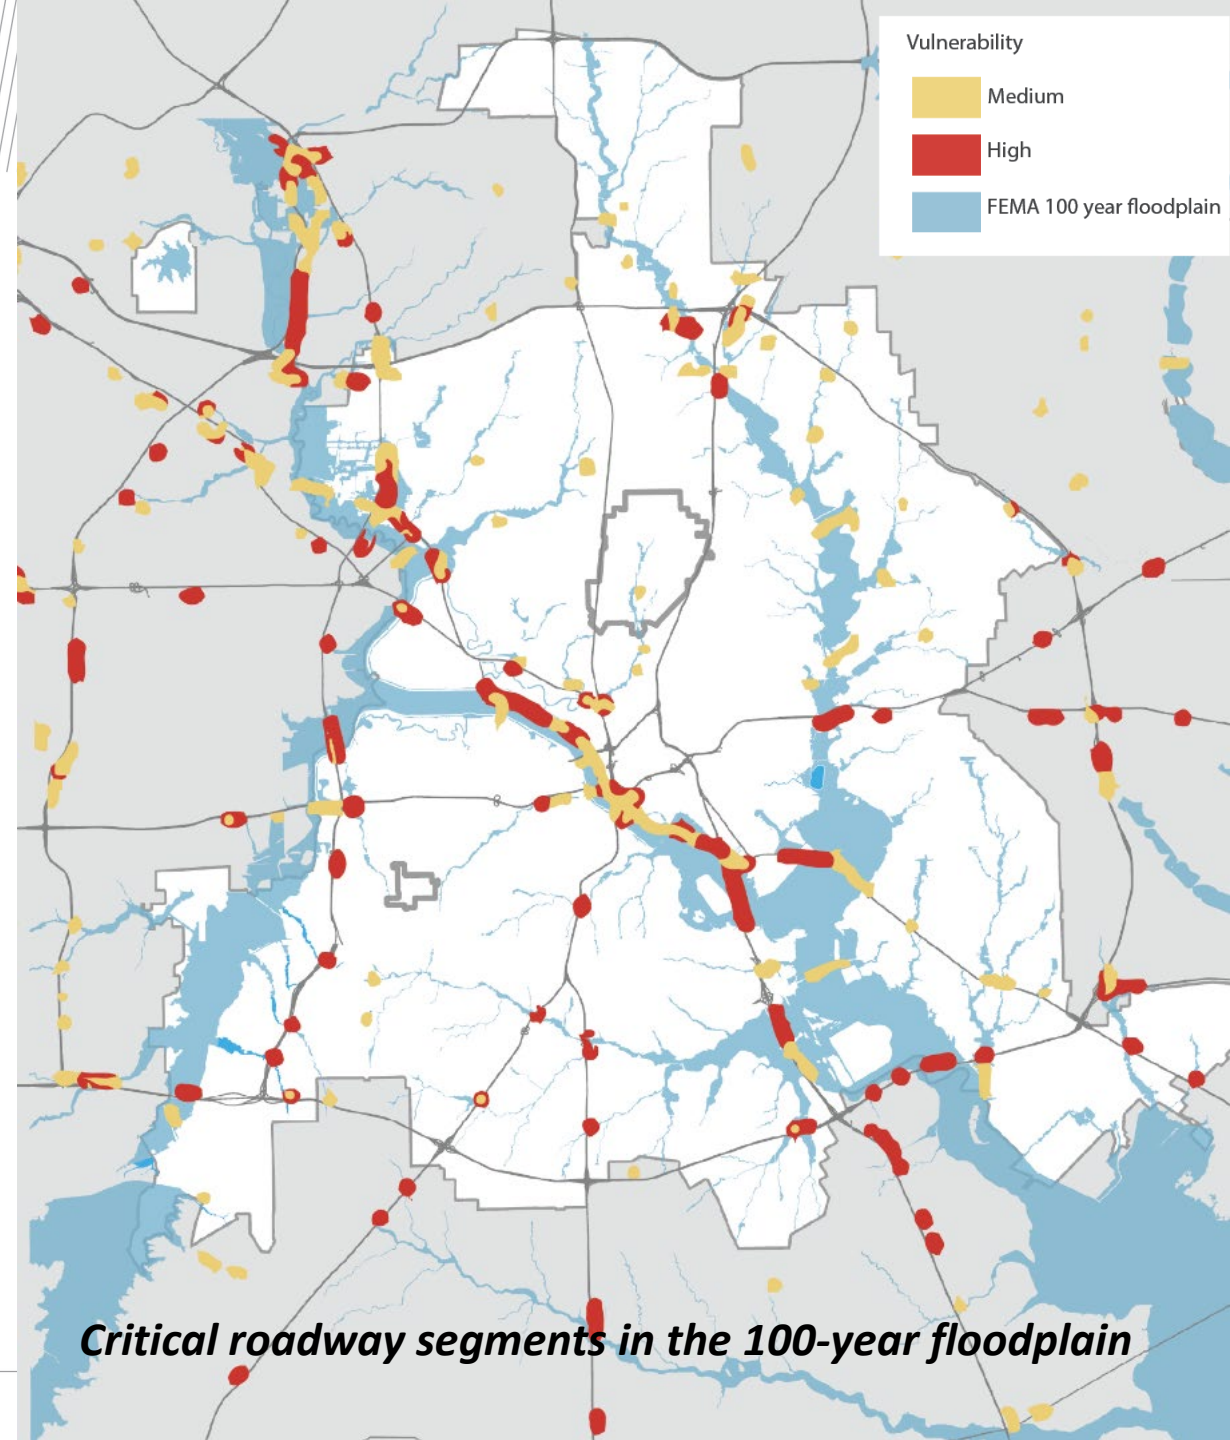 Vulnerability
Medium
High
FEMA 100 year floodplain
Critical roadway segments in the 100-year floodplain